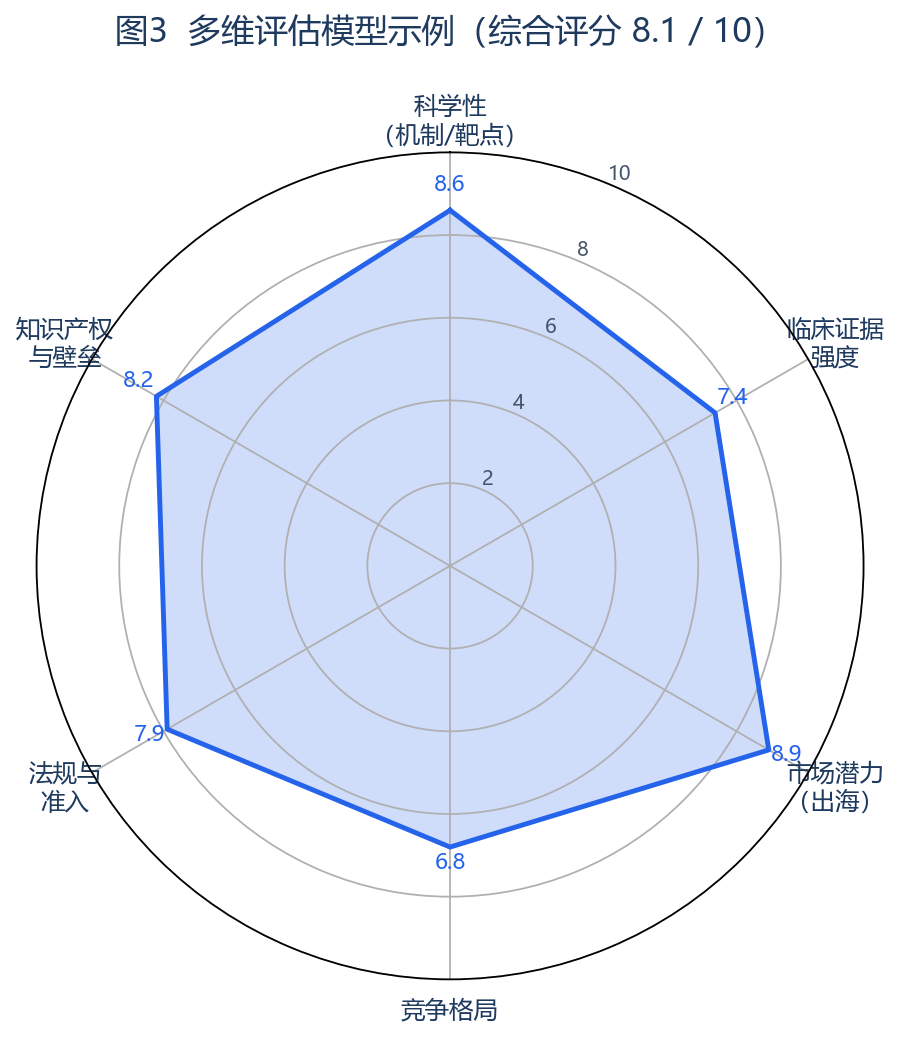 图3 多维评估模型示例（综合评分 8.1 / 10）
科学性
（机制/靶点）
8.6
10
8
6
4
2
临床证据
强度
7.4
知识产权
与壁垒
8.2
8.9
市场潜力
（出海）
7.9
法规与
准入
6.8
竞争格局